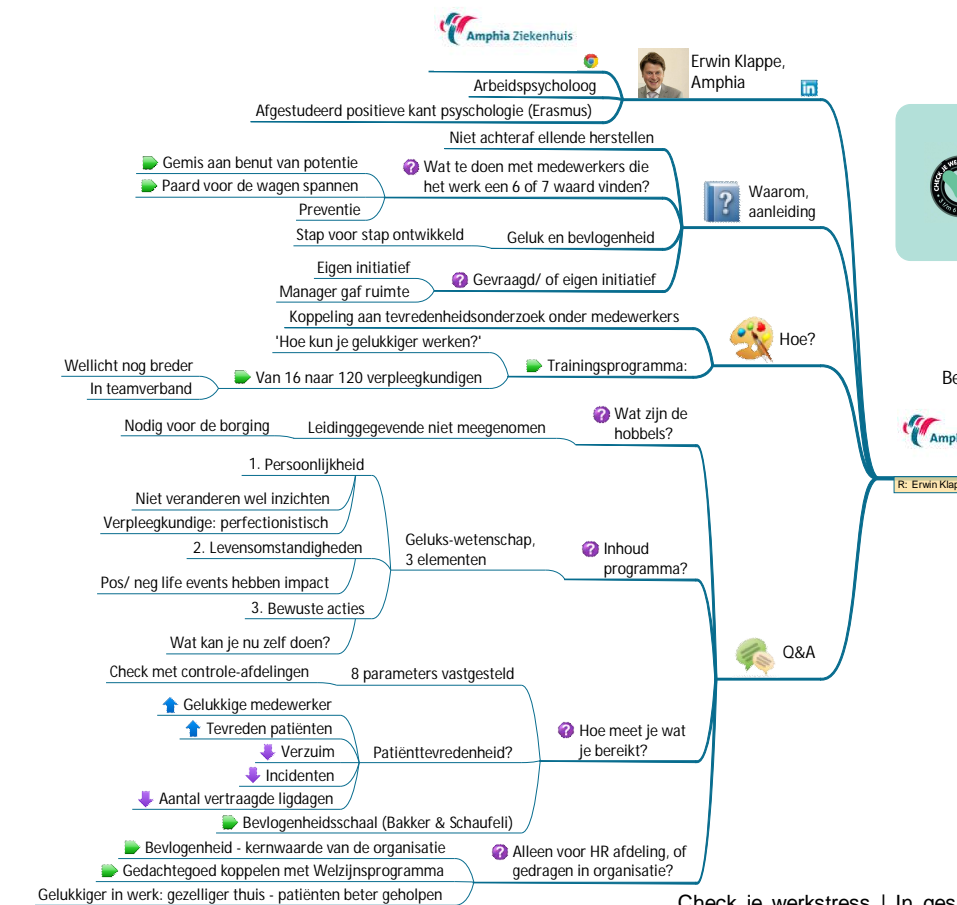 Amphia Ziekenhuis
Erwin Klappe,
Amphia
in
Arbeidspsycholoog
Afgestudeerd positieve kant psyschologie (Erasmus)
Waarom,
aanleiding
Niet achteraf ellende herstellen
Wat te doen met medewerkers die
het werk een 6 of 7 waard vinden?
Gemis aan benut van potentie
Paard voor de wagen spannen
Preventie
Geluk en bevlogenheid
Stap voor stap ontwikkeld
Gevraagd/ of eigen initiatief
Eigen initiatief
Manager gaf ruimte
Hoe?
Koppeling aan tevredenheidsonderzoek onder medewerkers
Trainingsprogramma:
'Hoe kun je gelukkiger werken?'
Van 16 naar 120 verpleegkundigen
Wellicht nog breder
In teamverband
Q&A
Wat zijn de
hobbels?
Leidinggegevende niet meegenomen
Nodig voor de borging
Inhoud
programma?
Geluks-wetenschap,
3 elementen
1. Persoonlijkheid
Niet veranderen wel inzichten
Verpleegkundige: perfectionistisch
2. Levensomstandigheden
Pos/ neg life events hebben impact
3. Bewuste acties
Wat kan je nu zelf doen?
Hoe meet je wat
je bereikt?
8 parameters vastgesteld
Check met controle-afdelingen
Patiënttevredenheid?
Gelukkige medewerker
Tevreden patiënten
Verzuim
Incidenten
Aantal vertraagde ligdagen
Bevlogenheidsschaal (Bakker & Schaufeli)
Alleen voor HR afdeling, of
gedragen in organisatie?
Bevlogenheid - kernwaarde van de organisatie
Gedachtegoed koppelen met Welzijnsprogramma
Gelukkiger in werk: gezelliger thuis - patiënten beter geholpen
CHECK JE WE
Be
Amphi
R: Erwin Klap
Check je werkstress | In ges